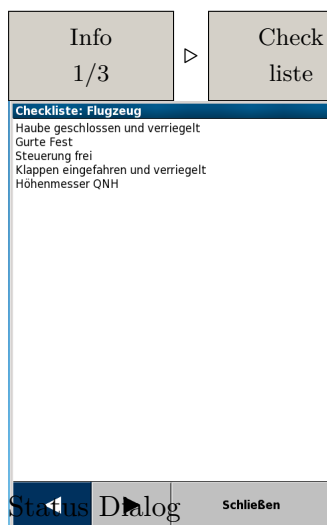 Info
1/3
Check
liste
Checkliste: Flugzeug
Haube geschlossen und verriegelt
Gurte Fest
Steuerung frei
Klappen eingefahren und verriegelt
Höhenmesser QNH
Status Dialog
Schließen